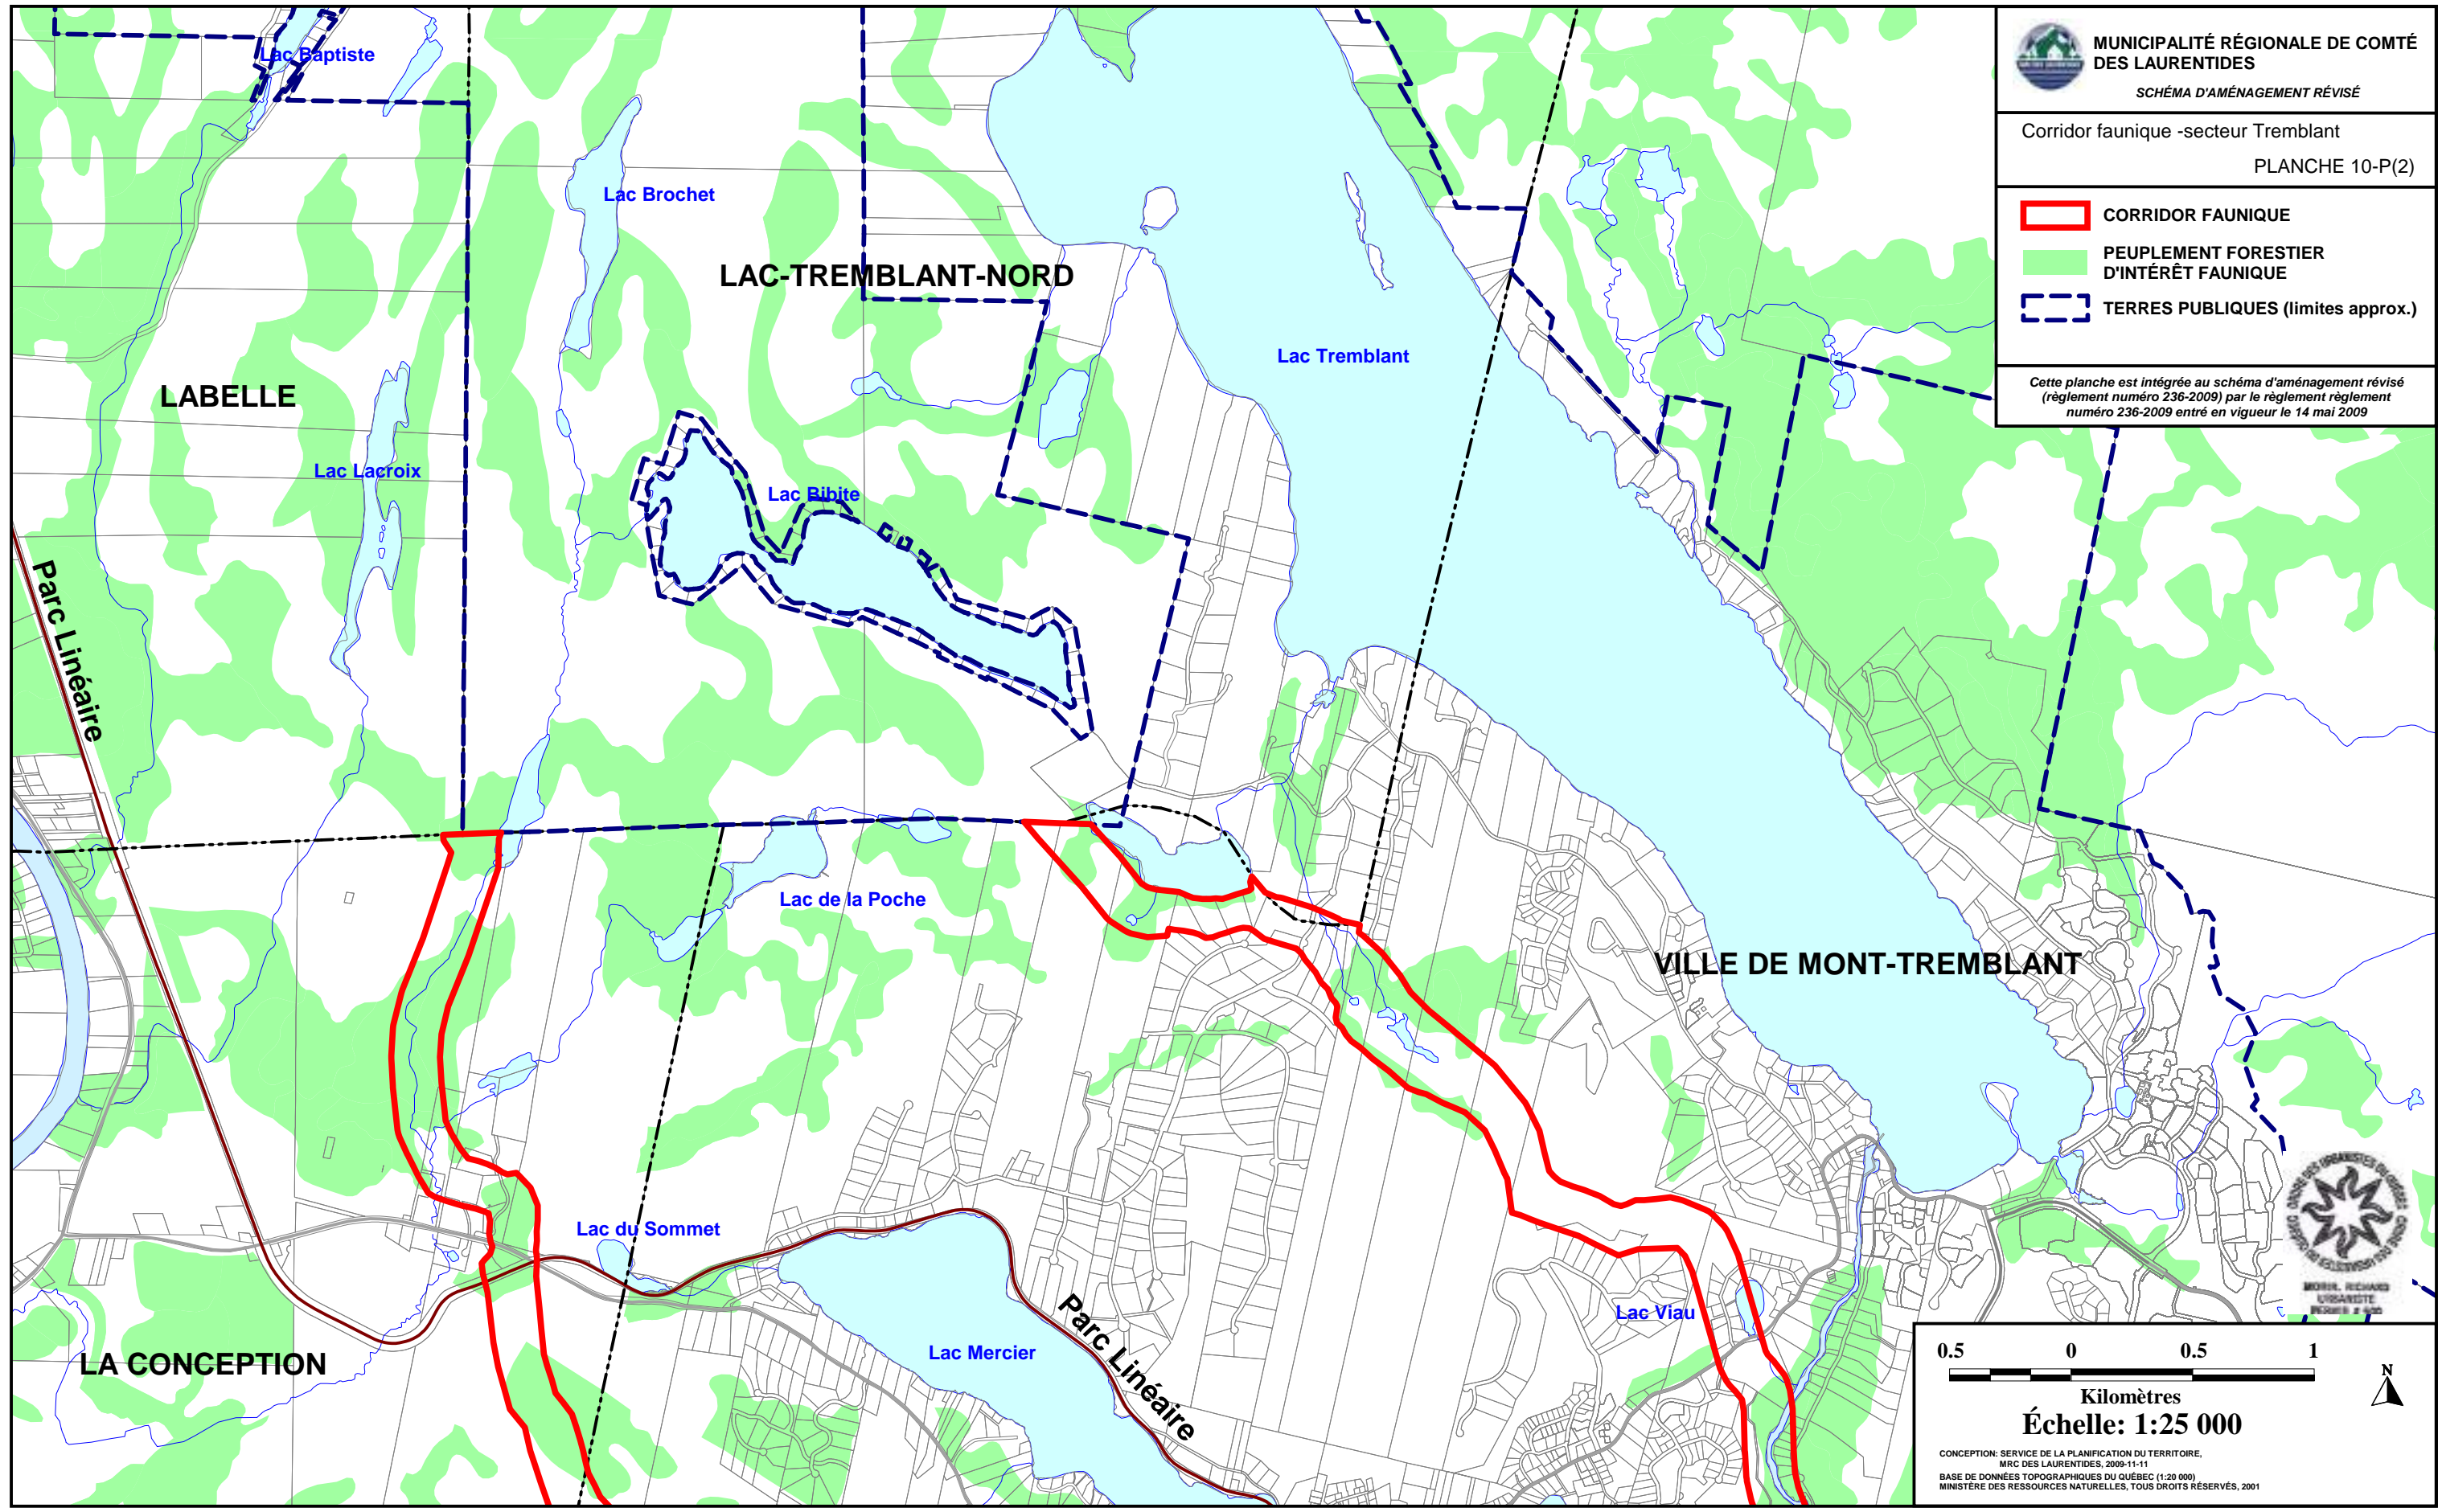 MUNICIPALITÉ RÉGIONALE DE COMTÉ
DES LAURENTIDES
SCHÉMA D'AMÉNAGEMENT RÉVISÉ
Corridor faunique -secteur Tremblant
PLANCHE 10-P(2)
CORRIDOR FAUNIQUE
PEUPLEMENT FORESTIER
D'INTÉRÊT FAUNIQUE
TERRES PUBLIQUES (limites approx.)
Cette planche est intégrée au schéma d'aménagement révisé
(règlement numéro 236-2009) par le règlement règlement
numéro 236-2009 entré en vigueur le 14 mai 2009
Lac Baptiste
Lac Brochet
LAC-TREMBLANT-NORD
Lac Tremblant
LABELLE
Lac Lacroix
Lac Bibite
Parc Linéaire
Lac de la Poche
VILLE DE MONT-TREMBLANT
Lac du Sommet
Lac Viau
Parc Linéaire
Lac Mercier
LA CONCEPTION
MORIN, RICHARD
URBANISTE
0.5 0 0.5 1
Kilomètres
Échelle: 1:25 000
N
CONCEPTION: SERVICE DE LA PLANIFICATION DU TERRITOIRE,
MRC DES LAURENTIDES, 2009-11-11
BASE DE DONNÉES TOPOGRAPHIQUES DU QUÉBEC (1:20 000)
MINISTÈRE DES RESSOURCES NATURELLES, TOUS DROITS RÉSERVÉS, 2001